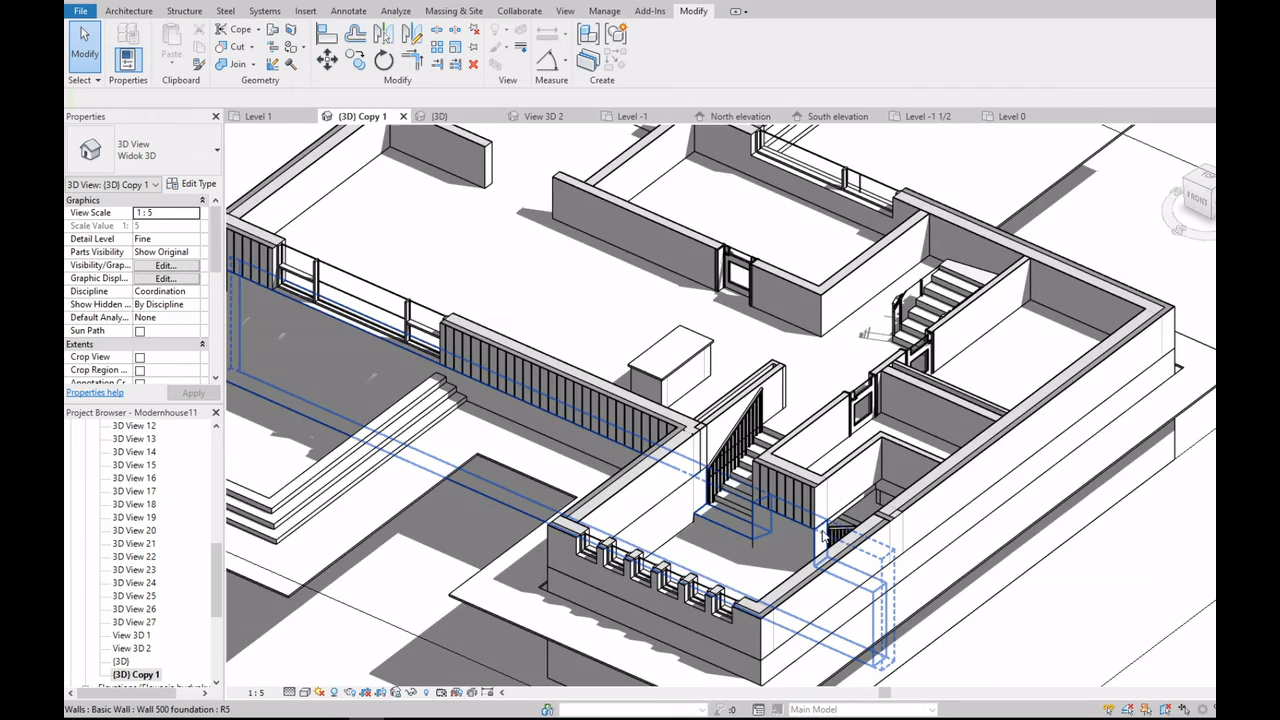 File Architecture Structure Steel Systems Insert Annotate Analyze Massing & Site Collaborate View Manage Add-Ins Modify
Modify
Paste
Cope
Cut
Join
Select Properties Clipboard Geometry Modify View Measure Create
Properties
Level 1 (3D) Copy 1 (3D) View 3D 2 Level -1 North elevation South elevation Level -1 1/2 Level 0
3D View
Widok 3D
3D View: (3D) Copy 1 Edit Type
Graphics
View Scale 1 : 5
Scale Value 1: 5
Detail Level Fine
Parts Visibility Show Original
Visibility/Grap... Edit...
Graphic Displ... Edit...
Discipline Coordination
Show Hidden ... By Discipline
Default Analy... None
Sun Path
Extents
Crop View
Crop Region ...
Properties help Apply
Project Browser - Modernhouse11
3D View 12
3D View 13
3D View 14
3D View 15
3D View 16
3D View 17
3D View 18
3D View 19
3D View 20
3D View 21
3D View 22
3D View 23
3D View 24
3D View 25
3D View 26
3D View 27
View 3D 1
View 3D 2
{3D}
{3D} Copy 1
FRONT
1 : 5
Walls : Basic Wall : Wall 500 foundation : R5
:0
Main Model